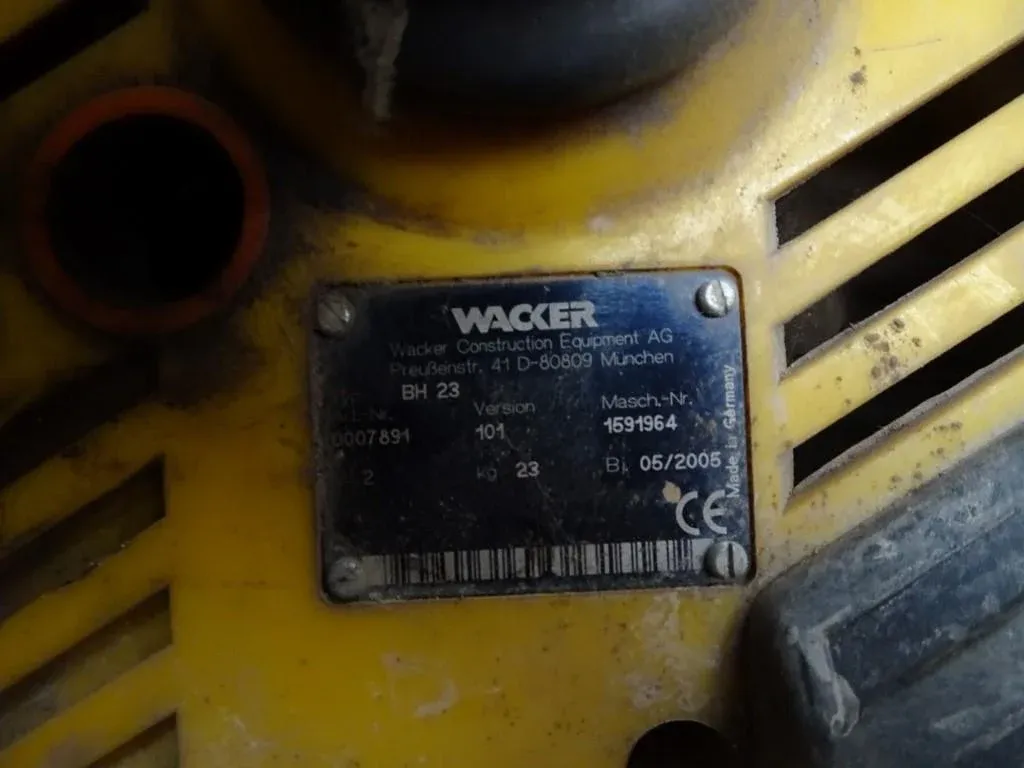 WACKER
Wacker Construction Equipment AG
Preußenstr. 41 D-80809 München
BH 23
Version Masch.-Nr.
0007891 101 1591964
2 kg 23 Bj. 05/2005
Made in Germany
CE